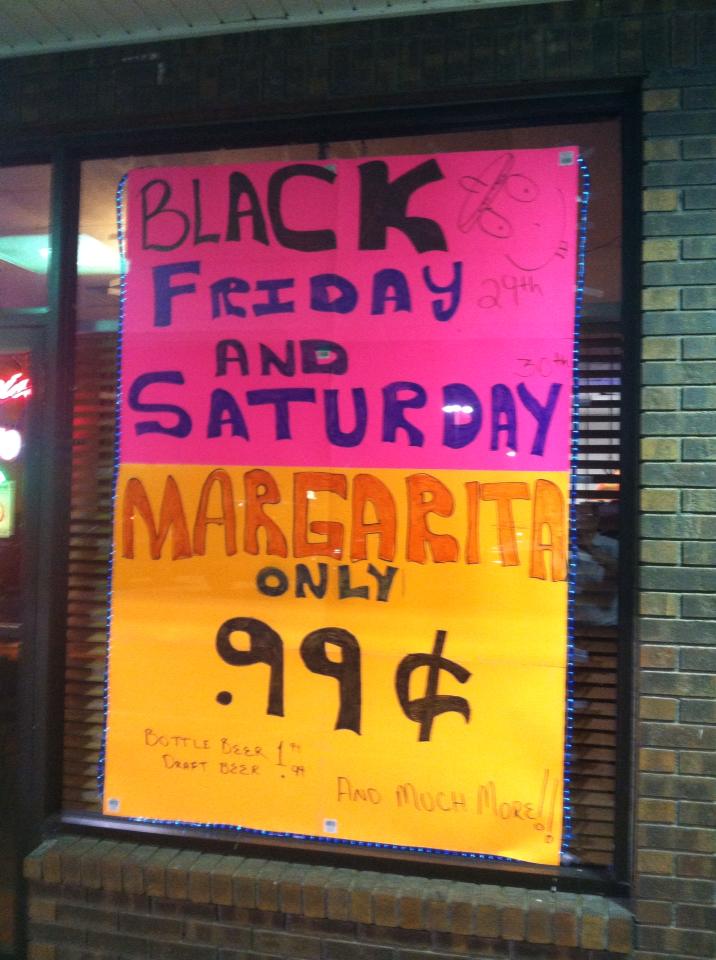 BLACK
FRIDAY 29th
AND 30th
SATURDAY
MARGARITA
ONLY
.99¢
BOTTLE BEER 1.99
DRAFT BEER .99
AND MUCH MORE!!